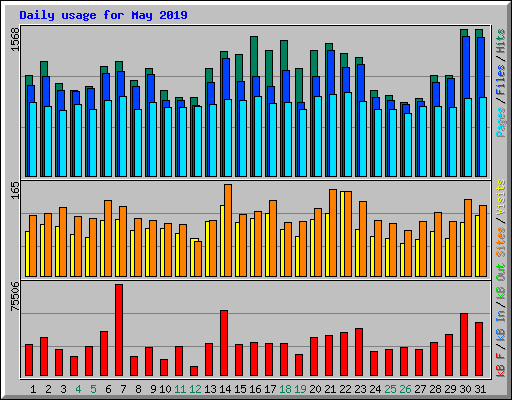 Daily usage for May 2019
1568
Pages / Files / Hits
165
Sites / Visits
75506
kB F / kB In / kB Out
1 2 3 4 5 6 7 8 9 10 11 12 13 14 15 16 17 18 19 20 21 22 23 24 25 26 27 28 29 30 31